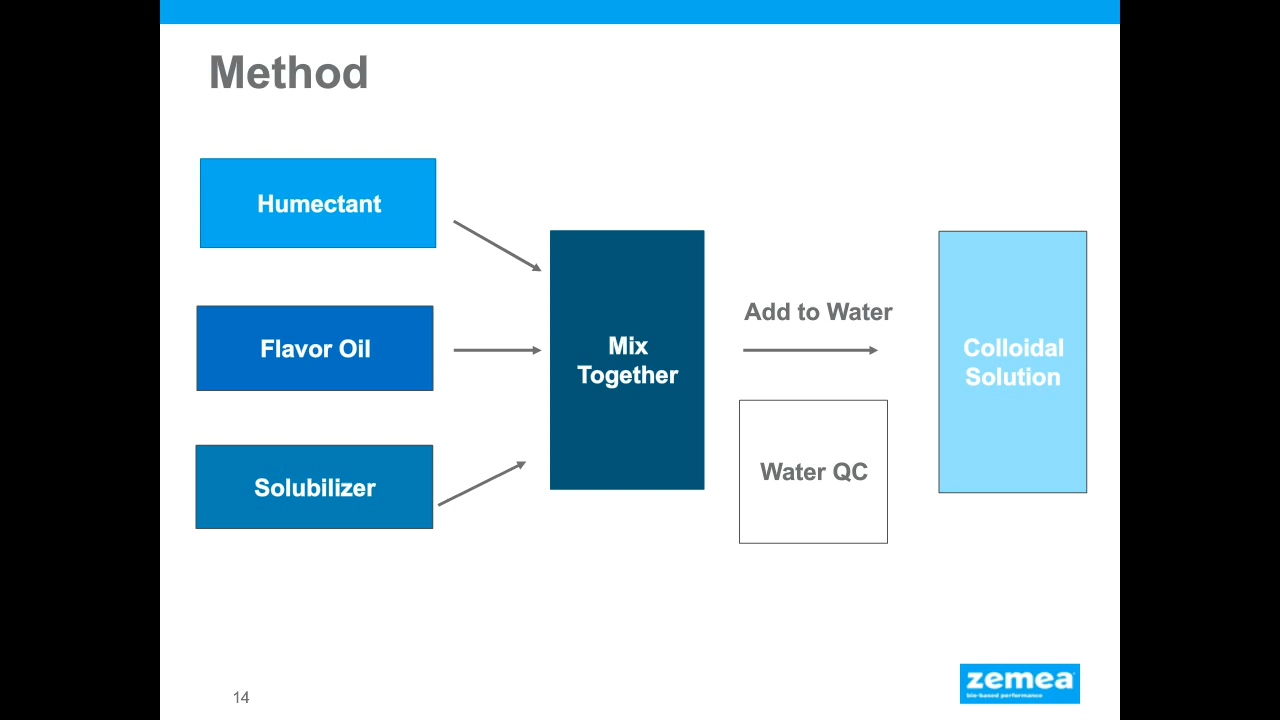 Method
Humectant
Flavor Oil
Solubilizer
Mix
Together
Add to Water
Water QC
Colloidal
Solution
14
zemea
bio-based performance